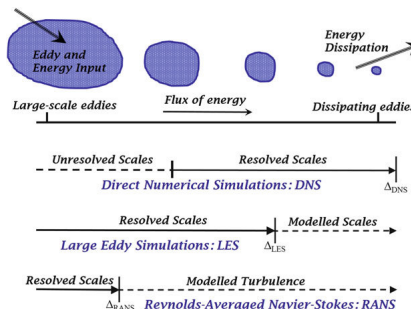 Eddy and
Energy Input
Energy
Dissipation
Large-scale eddies
Flux of energy
Dissipating eddies
Unresolved Scales
Resolved Scales
Direct Numerical Simulations: DNS
ΔDNS
Resolved Scales
Modelled Scales
Large Eddy Simulations: LES
ΔLES
Resolved Scales
Modelled Turbulence
ΔRANS
Reynolds-Averaged Navier-Stokes: RANS